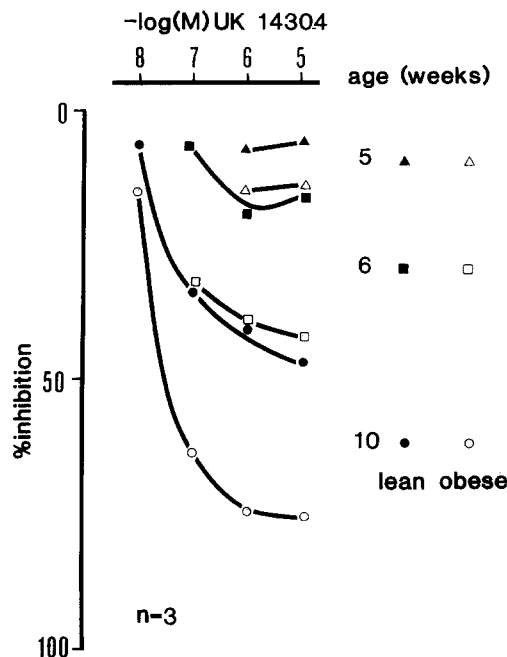 -log(M) UK 14304
8 7 6 5
age (weeks)
0
5
6
50
%inhibition
10
lean obese
n-3
100